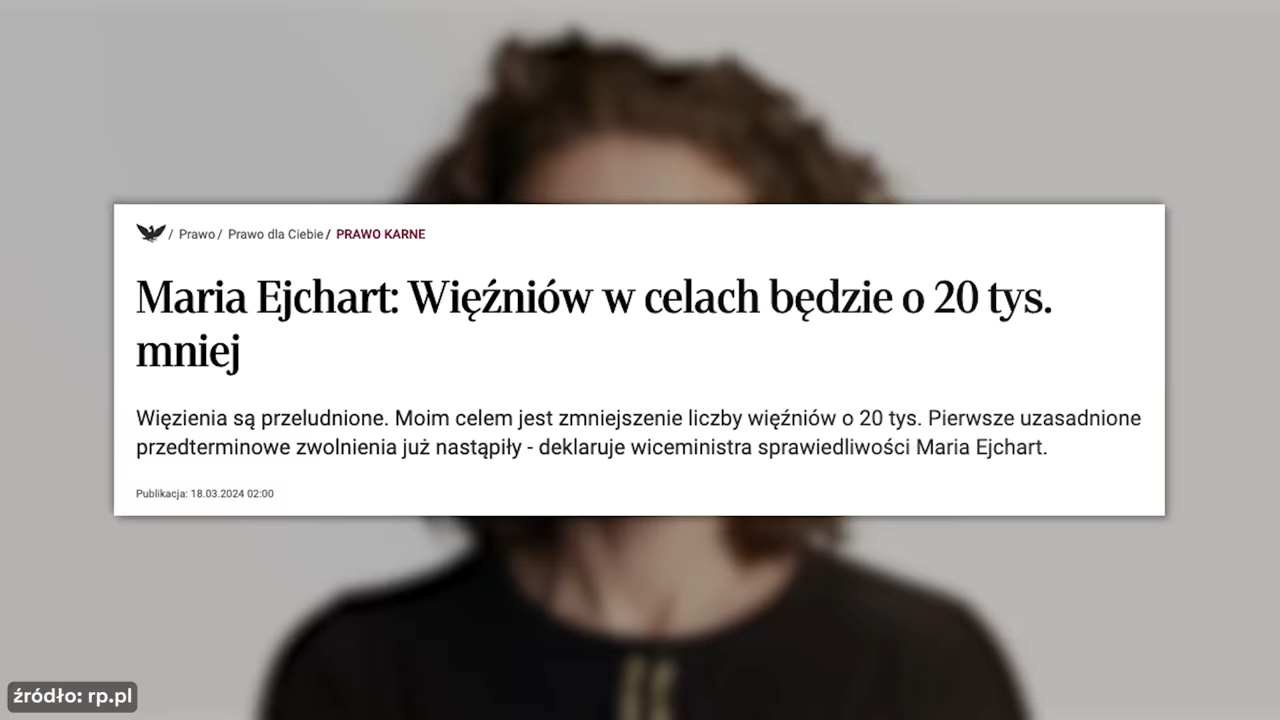 / Prawo / Prawo dla Ciebie / PRAWO KARNE
Maria Ejchart: Więźniów w celach będzie o 20 tys.
mniej
Więzienia są przeludnione. Moim celem jest zmniejszenie liczby więźniów o 20 tys. Pierwsze uzasadnione
przedterminowe zwolnienia już nastąpiły - deklaruje wiceministra sprawiedliwości Maria Ejchart.
Publikacja: 18.03.2024 02:00
źródło: rp.pl